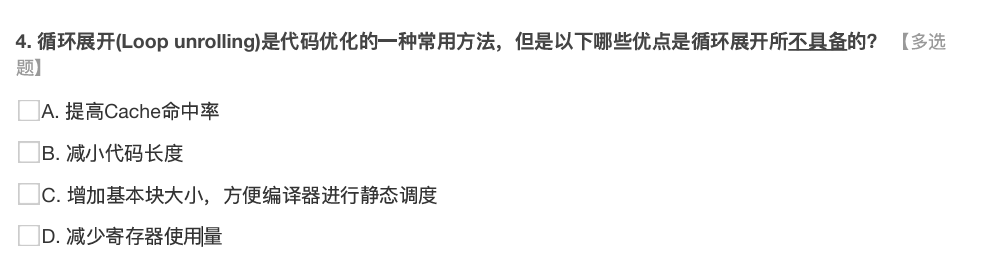 4. 循环展开(Loop unrolling)是代码优化的一种常用方法，但是以下哪些优点是循环展开所不具备的? 【多选
题】
A. 提高Cache命中率
B. 减小代码长度
C. 增加基本块大小，方便编译器进行静态调度
D. 减少寄存器使用量